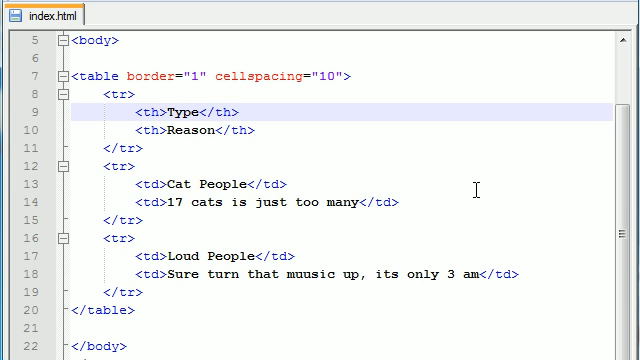 index.html
5 <body>
6
7 <table border="1" cellspacing="10">
8 <tr>
9 <th>Type</th>
10 <th>Reason</th>
11 </tr>
12 <tr>
13 <td>Cat People</td>
14 <td>17 cats is just too many</td>
15 </tr>
16 <tr>
17 <td>Loud People</td>
18 <td>Sure turn that muusic up, its only 3 am</td>
19 </tr>
20 </table>
21
22 </body>